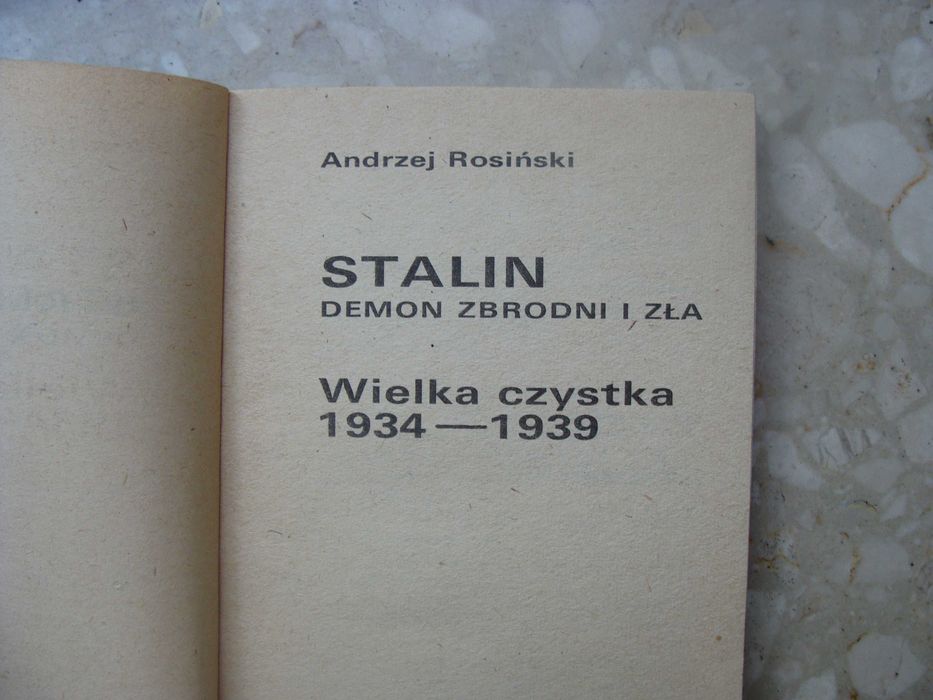 Andrzej Rosiński
STALIN
DEMON ZBRODNI I ZŁA
Wielka czystka
1934—1939